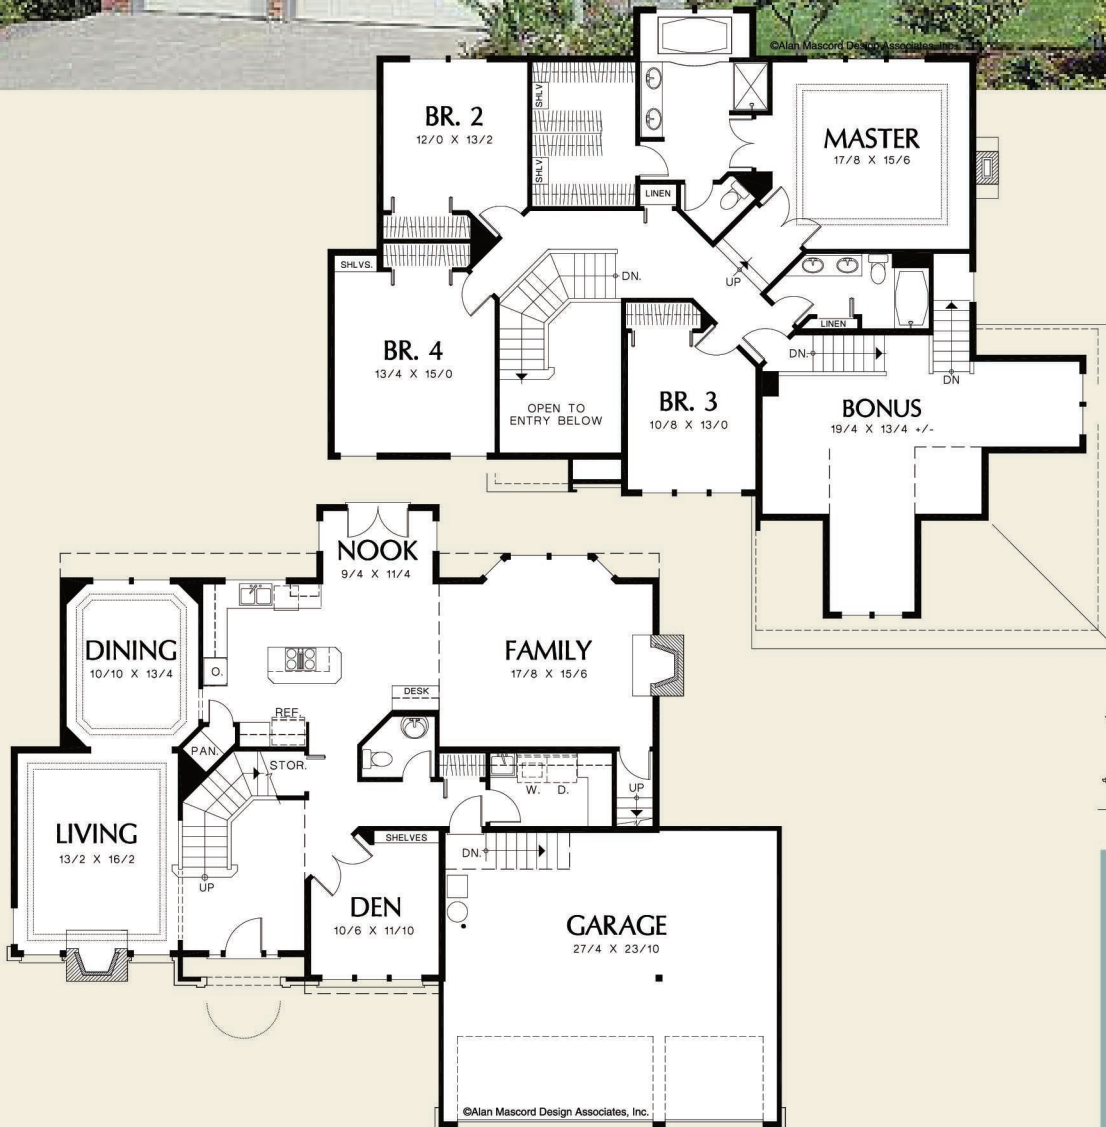 ©Alan Mascord Design Associates, Inc.
BR. 2
12/0 X 13/2
SHLV
SHLV
LINEN
MASTER
17/8 X 15/6
SHLVS.
DN.
UP
BR. 4
13/4 X 15/0
OPEN TO
ENTRY BELOW
BR. 3
10/8 X 13/0
LINEN
DN.
DN
BONUS
19/4 X 13/4 +/-
NOOK
9/4 X 11/4
DINING
10/10 X 13/4
O.
DESK
FAMILY
17/8 X 15/6
REF.
PAN.
STOR.
W. D.
UP
LIVING
13/2 X 16/2
UP
SHELVES
DEN
10/6 X 11/10
DN.
GARAGE
27/4 X 23/10
©Alan Mascord Design Associates, Inc.